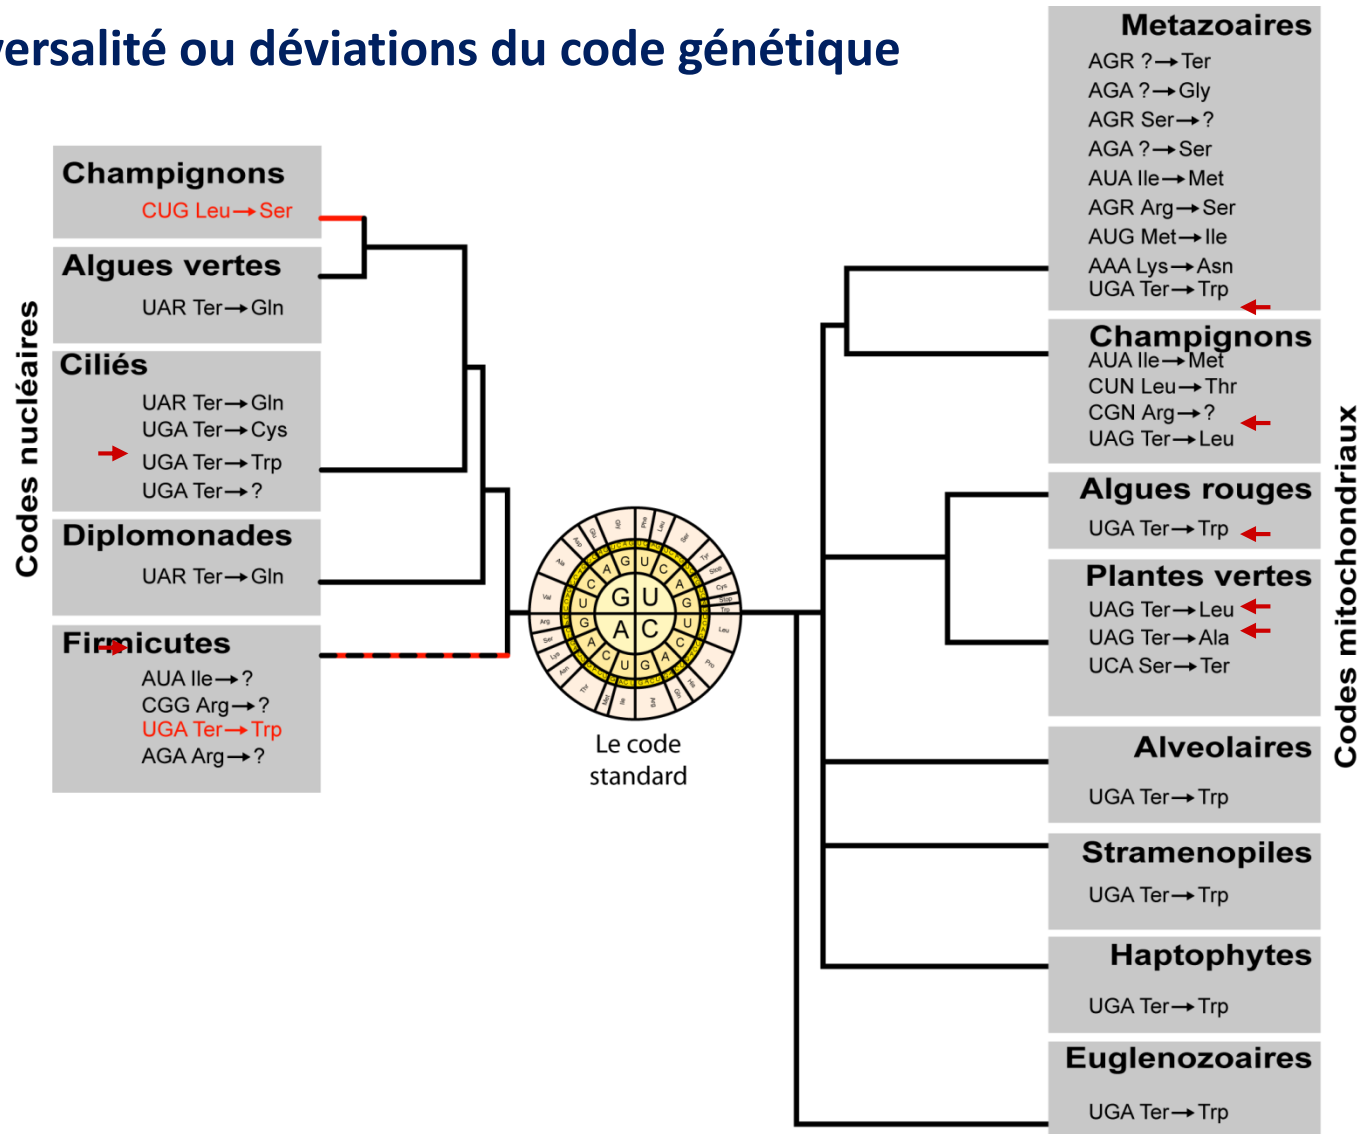 versalité ou déviations du code génétique
Codes nucléaires
Champignons
CUG Leu→Ser
Algues vertes
UAR Ter→Gln
Ciliés
UAR Ter→Gln
UGA Ter→Cys
UGA Ter→Trp
UGA Ter→?
Diplomonades
UAR Ter→Gln
Firmicutes
AUA Ile→?
CGG Arg→?
UGA Ter→Trp
AGA Arg→?
G U
A C
Le code
standard
Metazoaires
AGR ?→Ter
AGA ?→Gly
AGR Ser→?
AGA ?→Ser
AUA Ile→Met
AGR Arg→Ser
AUG Met→Ile
AAA Lys→Asn
UGA Ter→Trp
Champignons
AUA Ile→Met
CUN Leu→Thr
CGN Arg→?
UAG Ter→Leu
Algues rouges
UGA Ter→Trp
Plantes vertes
UAG Ter→Leu
UAG Ter→Ala
UCA Ser→Ter
Alveolaires
UGA Ter→Trp
Stramenopiles
UGA Ter→Trp
Haptophytes
UGA Ter→Trp
Euglenozoaires
UGA Ter→Trp
Codes mitochondriaux